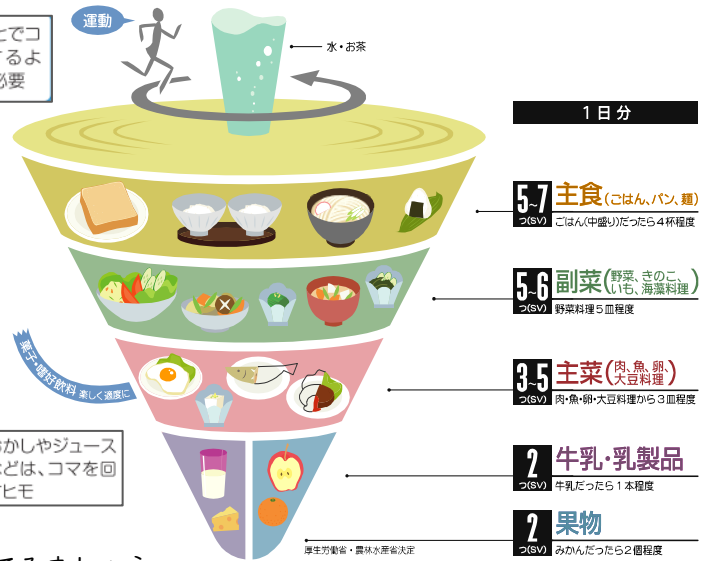 運動
とでコ
するよ
必要
水・お茶
1日分
5~7
つ(SV)
主食(ごはん、パン、麺)
ごはん(中盛り)だったら4杯程度
5~6
つ(SV)
副菜(野菜、きのこ、
いも、海藻料理)
野菜料理5皿程度
3~5
つ(SV)
主菜(肉、魚、卵、
大豆料理)
肉・魚・卵・大豆料理から3皿程度
2
つ(SV)
牛乳・乳製品
牛乳だったら1本程度
2
つ(SV)
果物
みかんだったら2個程度
菓子・嗜好飲料 楽しく適度に
おかしやジュース
などは、コマを回
すヒモ
厚生労働省・農林水産省決定